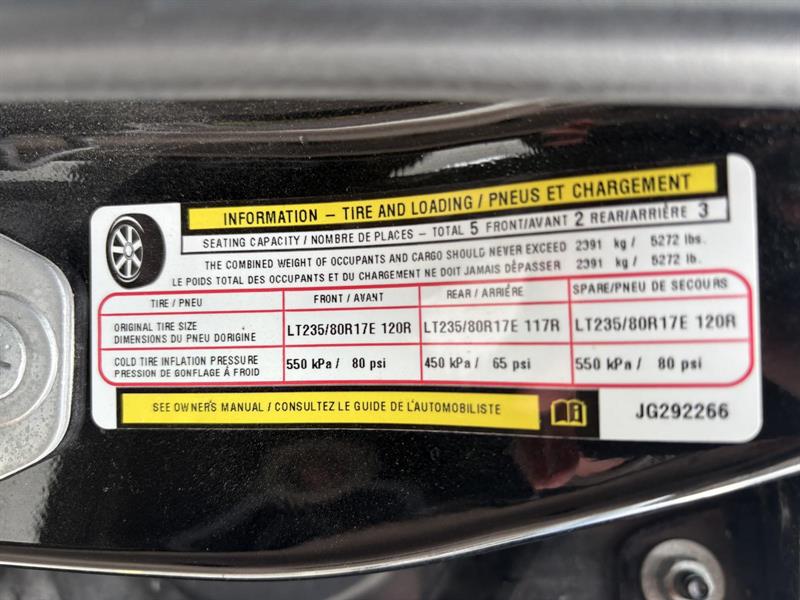 INFORMATION – TIRE AND LOADING / PNEUS ET CHARGEMENT
SEATING CAPACITY / NOMBRE DE PLACES – TOTAL 5 FRONT/AVANT 2 REAR/ARRIÈRE 3
THE COMBINED WEIGHT OF OCCUPANTS AND CARGO SHOULD NEVER EXCEED 2391 kg / 5272 lbs.
LE POIDS TOTAL DES OCCUPANTS ET DU CHARGEMENT NE DOIT JAMAIS DÉPASSER 2391 kg / 5272 lb.
TIRE / PNEU FRONT / AVANT REAR / ARRIÉRE SPARE/PNEU DE SECOURS
ORIGINAL TIRE SIZE
DIMENSIONS DU PNEU DORIGINE LT235/80R17E 120R LT235/80R17E 117R LT235/80R17E 120R
COLD TIRE INFLATION PRESSURE
PRESSION DE GONFLAGE Á FROID 550 kPa / 80 psi 450 kPa / 65 psi 550 kPa / 80 psi
SEE OWNER'S MANUAL / CONSULTEZ LE GUIDE DE L'AUTOMOBILISTE
JG292266